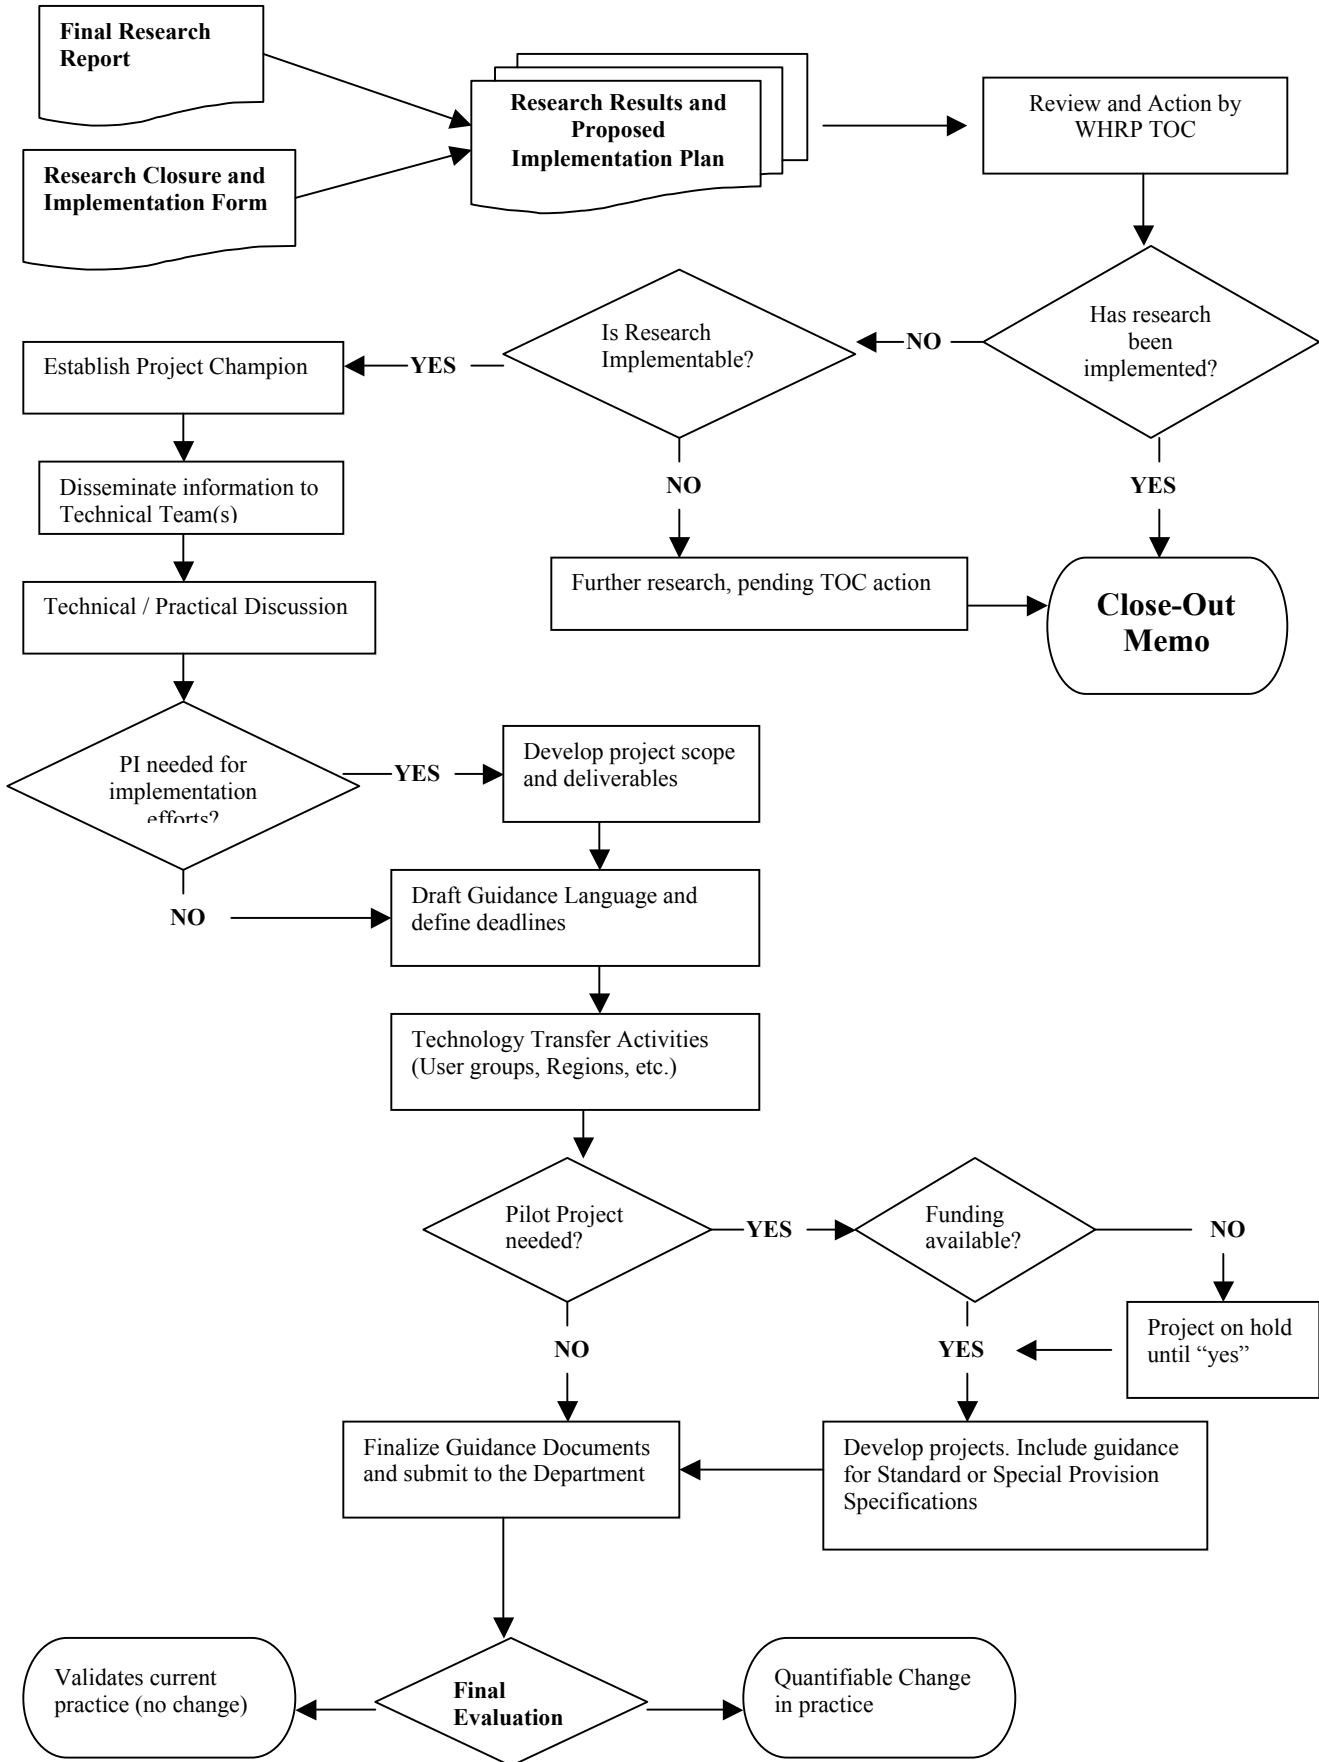 Final Research
Report
Research Results and
Proposed
Implementation Plan
Review and Action by
WHRP TOC
Research Closure and
Implementation Form
Has research
been
implemented?
NO
Is Research
Implementable?
YES
Establish Project Champion
Disseminate information to
Technical Team(s)
NO
YES
Technical / Practical Discussion
Further research, pending TOC action
Close-Out
Memo
PI needed for
implementation
efforts?
YES
Develop project scope
and deliverables
NO
Draft Guidance Language and
define deadlines
Technology Transfer Activities
(User groups, Regions, etc.)
Pilot Project
needed?
YES
Funding
available?
NO
Project on hold
until “yes”
NO
YES
Finalize Guidance Documents
and submit to the Department
Develop projects. Include guidance
for Standard or Special Provision
Specifications
Validates current
practice (no change)
Final
Evaluation
Quantifiable Change
in practice